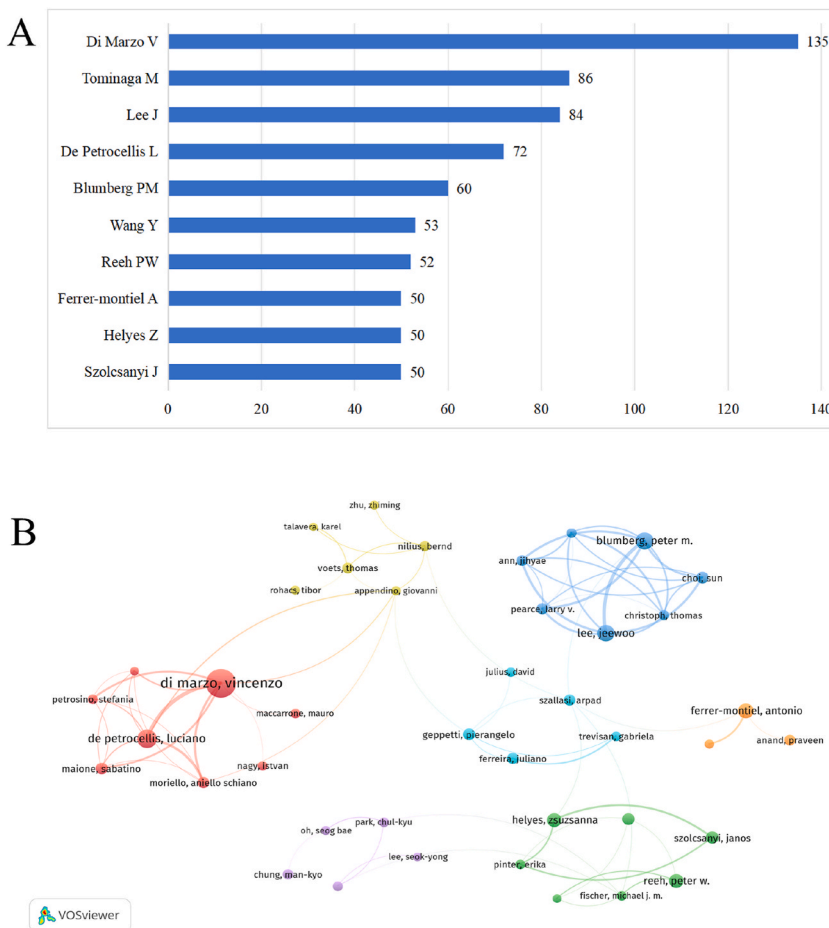 A
Di Marzo V 135
Tominaga M 86
Lee J 84
De Petrocellis L 72
Blumberg PM 60
Wang Y 53
Reeh PW 52
Ferrer-montiel A 50
Helyes Z 50
Szolcsanyi J 50
0 20 40 60 80 100 120 140
B
zhu, zhiming
talavera, karel
nilius, bernd
voets, thomas
rohacs, tibor
appendino, giovanni
blumberg, peter m.
ann, jihyae
choi, sun
pearce, larry v.
christoph, thomas
lee, jeewoo
di marzo, vincenzo
petrosino, stefania
maccarrone, mauro
de petrocellis, luciano
nagy, istvan
maione, sabatino
moriello, aniello schiano
julius, david
szallasi, arpad
geppetti, pierangelo
trevisan, gabriela
ferreira, juliano
ferrer-montiel, antonio
anand, praveen
park, chul-kyu
oh, seog bae
lee, seok-yong
chung, man-kyo
helyes, zsuzsanna
szolcsanyi, janos
pinter, erika
reeh, peter w.
fischer, michael j. m.
VOSviewer